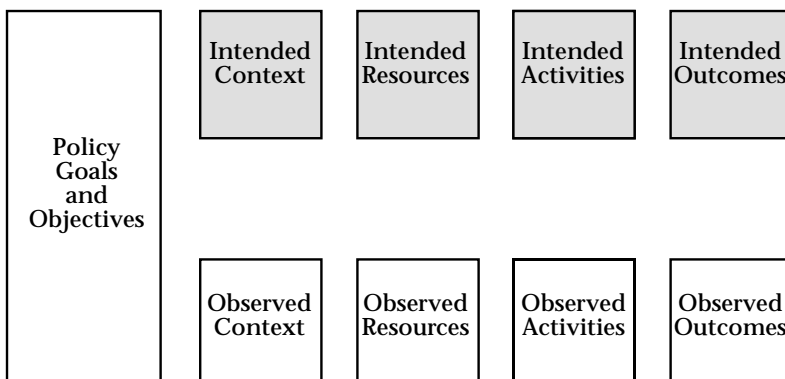 Policy
Goals
and
Objectives
Intended
Context
Intended
Resources
Intended
Activities
Intended
Outcomes
Observed
Context
Observed
Resources
Observed
Activities
Observed
Outcomes